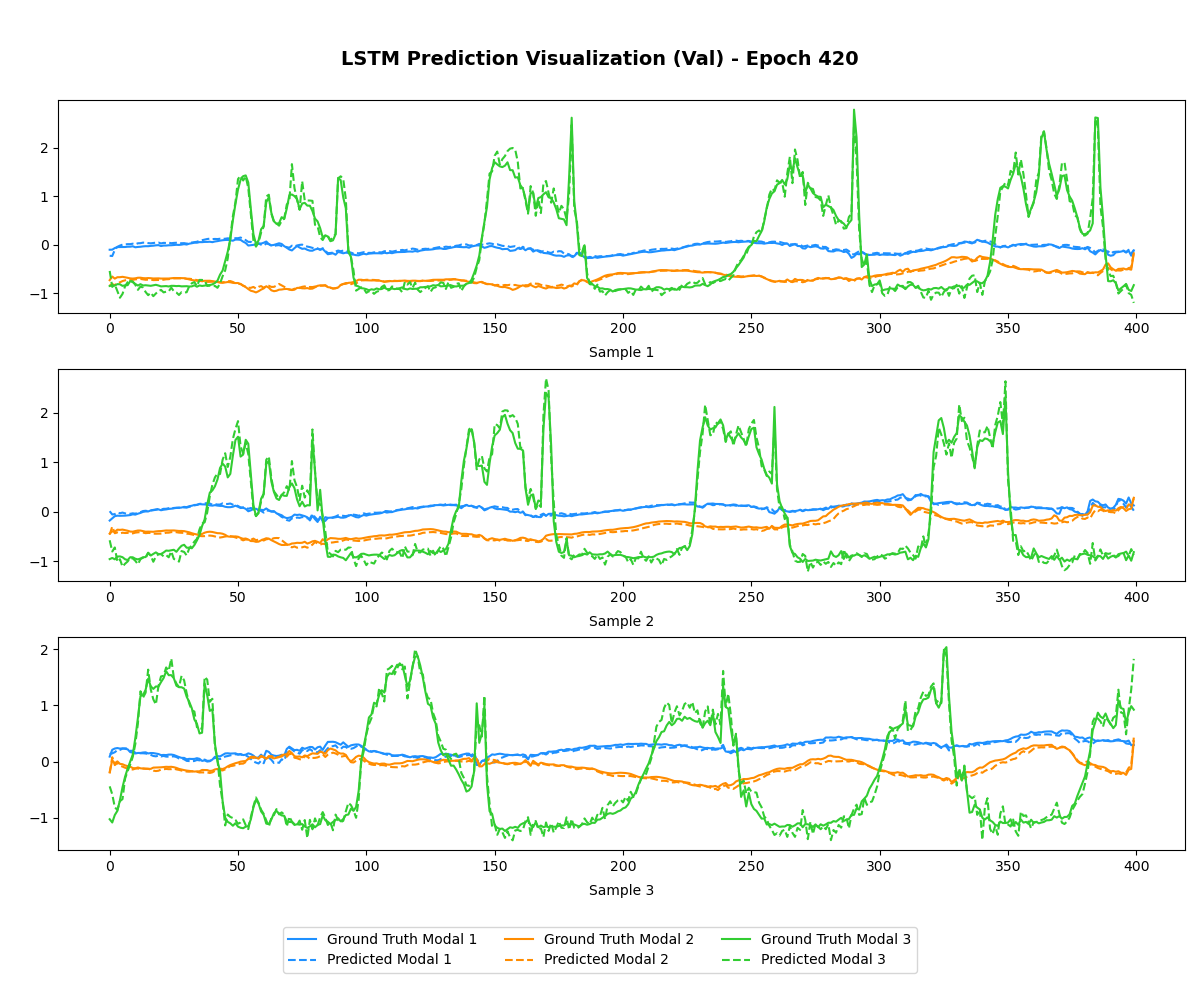 LSTM Prediction Visualization (Val) - Epoch 420
2
1
0
−1
0 50 100 150 200 250 300 350 400
Sample 1
2
1
0
−1
0 50 100 150 200 250 300 350 400
Sample 2
2
1
0
−1
0 50 100 150 200 250 300 350 400
Sample 3
Ground Truth Modal 1 Ground Truth Modal 2 Ground Truth Modal 3
Predicted Modal 1 Predicted Modal 2 Predicted Modal 3